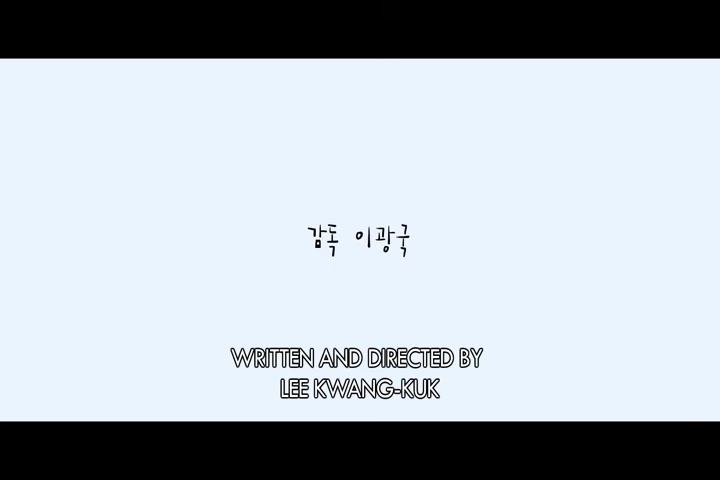 감독 이광국
WRITTEN AND DIRECTED BY
LEE KWANG-KUK